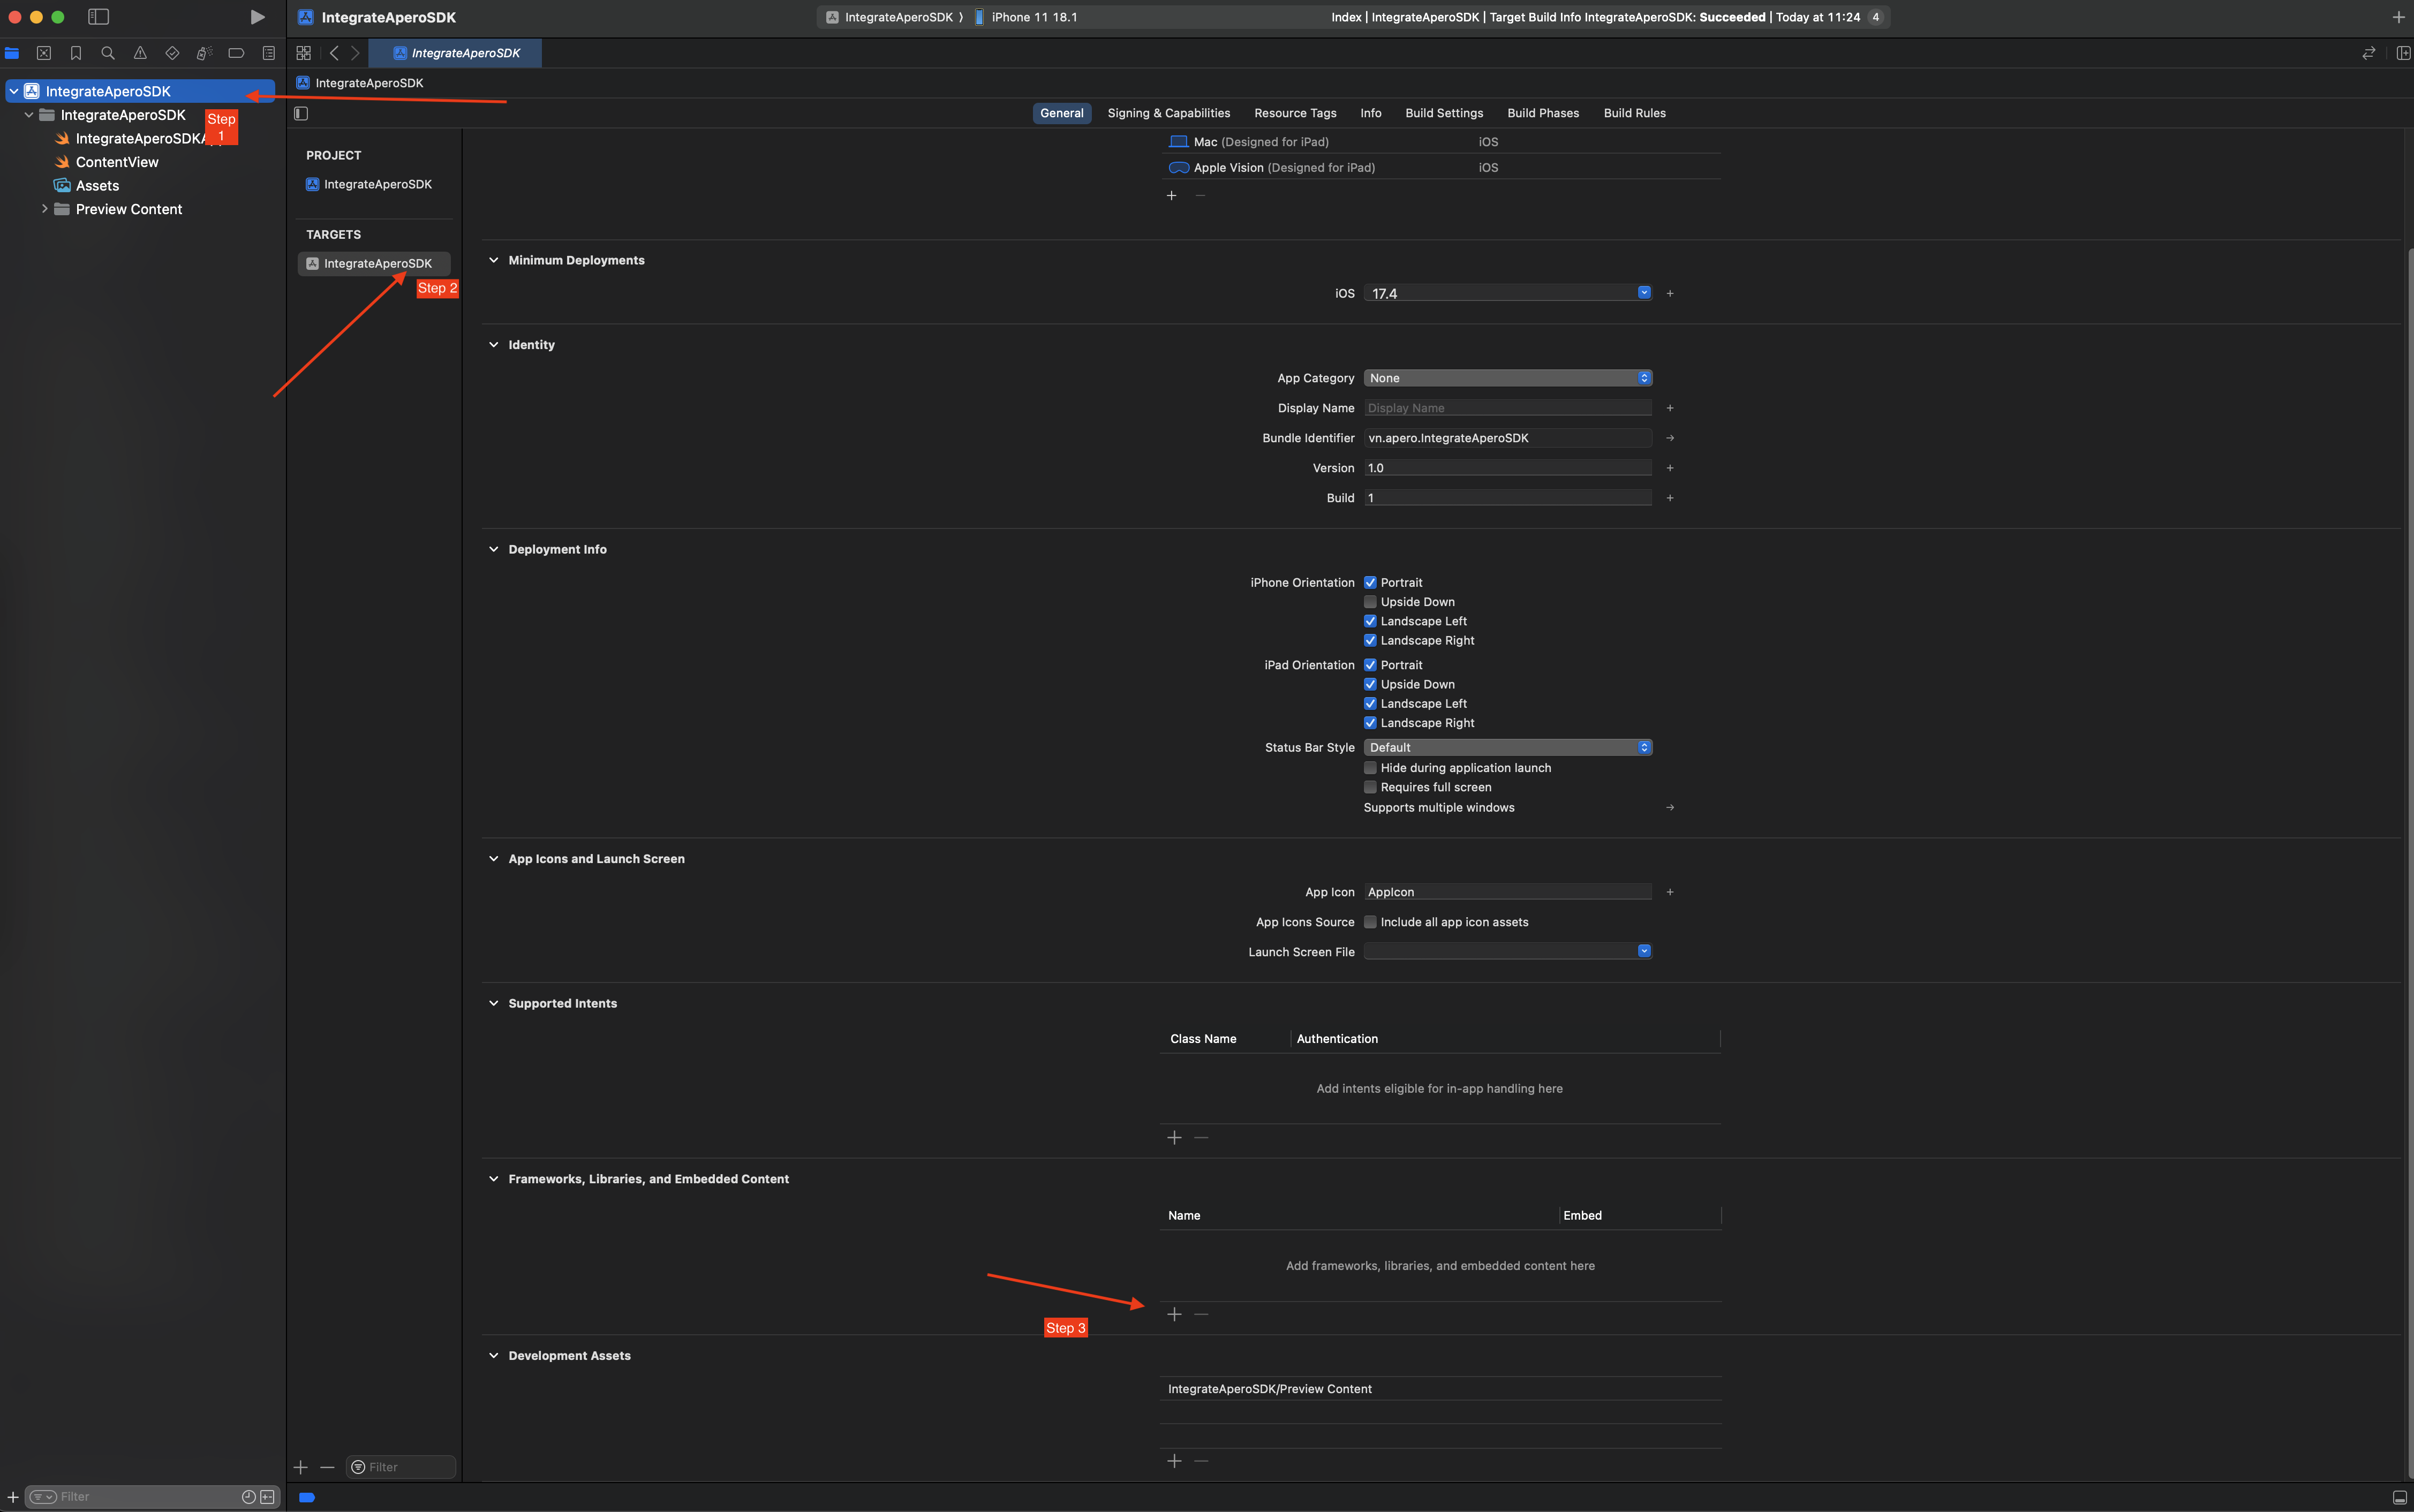 IntegrateAperoSDK
IntegrateAperoSDK 〉 iPhone 11 18.1
Index | IntegrateAperoSDK | Target Build Info IntegrateAperoSDK: Succeeded | Today at 11:24 4
IntegrateAperoSDK
IntegrateAperoSDK
IntegrateAperoSDK
IntegrateAperoSDK
Step
1
IntegrateAperoSDKA
ContentView
Assets
Preview Content
General Signing & Capabilities Resource Tags Info Build Settings Build Phases Build Rules
PROJECT
IntegrateAperoSDK
TARGETS
IntegrateAperoSDK
Step 2
Mac (Designed for iPad) iOS
Apple Vision (Designed for iPad) iOS
Minimum Deployments
iOS 17.4
Identity
App Category None
Display Name Display Name
Bundle Identifier vn.apero.IntegrateAperoSDK
Version 1.0
Build 1
Deployment Info
iPhone Orientation Portrait
Upside Down
Landscape Left
Landscape Right
iPad Orientation Portrait
Upside Down
Landscape Left
Landscape Right
Status Bar Style Default
Hide during application launch
Requires full screen
Supports multiple windows
App Icons and Launch Screen
App Icon AppIcon
App Icons Source Include all app icon assets
Launch Screen File
Supported Intents
Class Name Authentication
Add intents eligible for in-app handling here
Frameworks, Libraries, and Embedded Content
Name Embed
Add frameworks, libraries, and embedded content here
Step 3
Development Assets
IntegrateAperoSDK/Preview Content
Filter
Filter